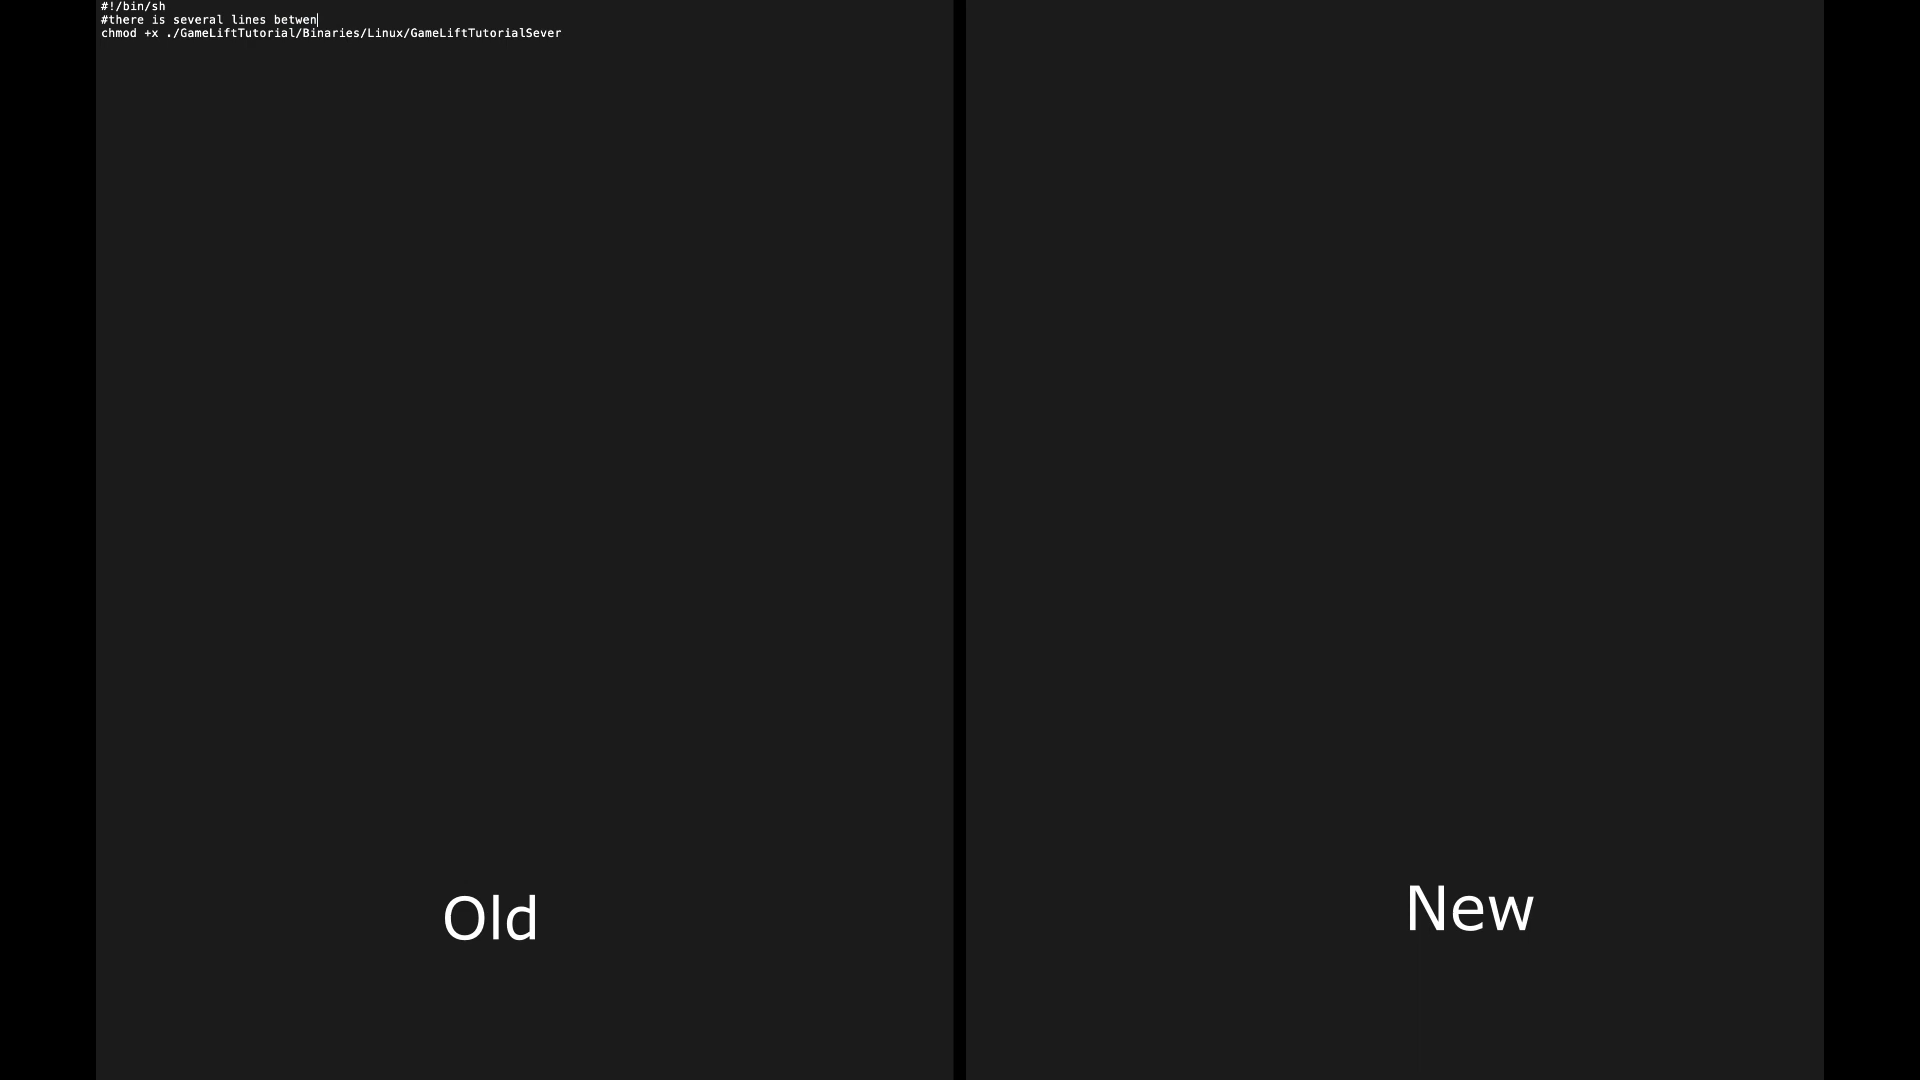 #!/bin/sh
#there is several lines betwen
chmod +x ./GameLiftTutorial/Binaries/Linux/GameLiftTutorialSever
Old
New